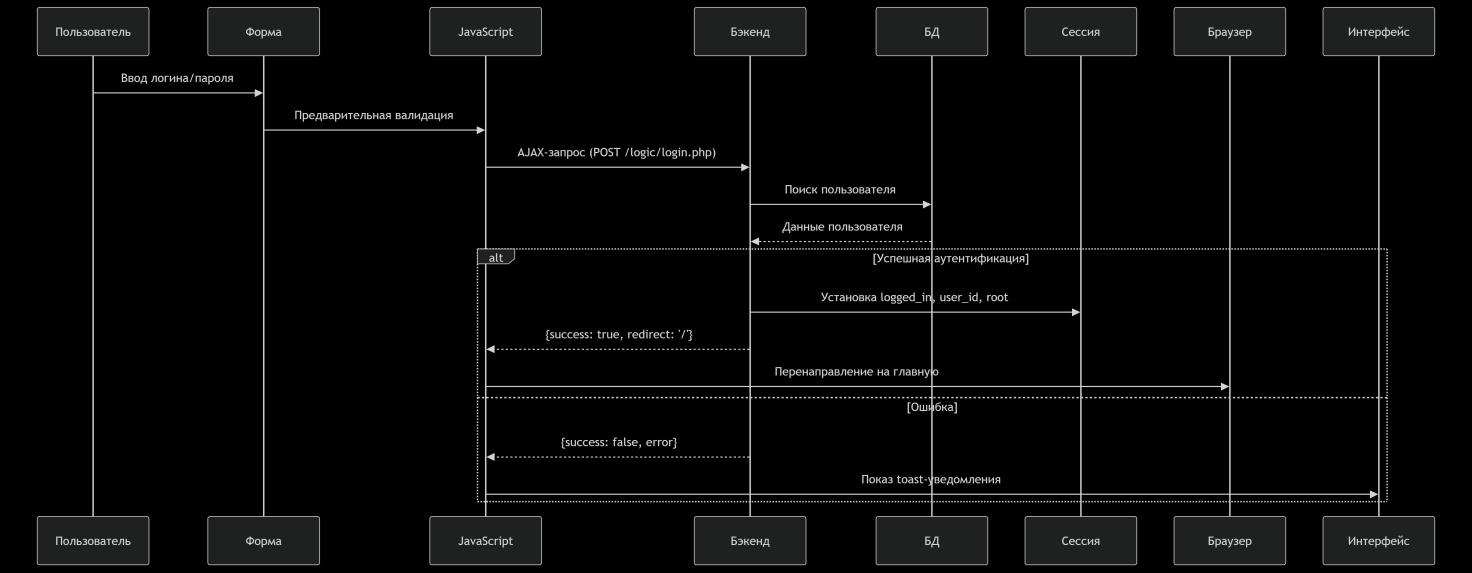 Пользователь
Форма
JavaScript
Бэкенд
БД
Сессия
Браузер
Интерфейс
Ввод логина/пароля
Предварительная валидация
AJAX-запрос (POST /logic/login.php)
Поиск пользователя
Данные пользователя
alt
[Успешная аутентификация]
Установка logged_in, user_id, root
{success: true, redirect: '/'}
Перенаправление на главную
[Ошибка]
{success: false, error}
Показ toast-уведомления
Пользователь
Форма
JavaScript
Бэкенд
БД
Сессия
Браузер
Интерфейс